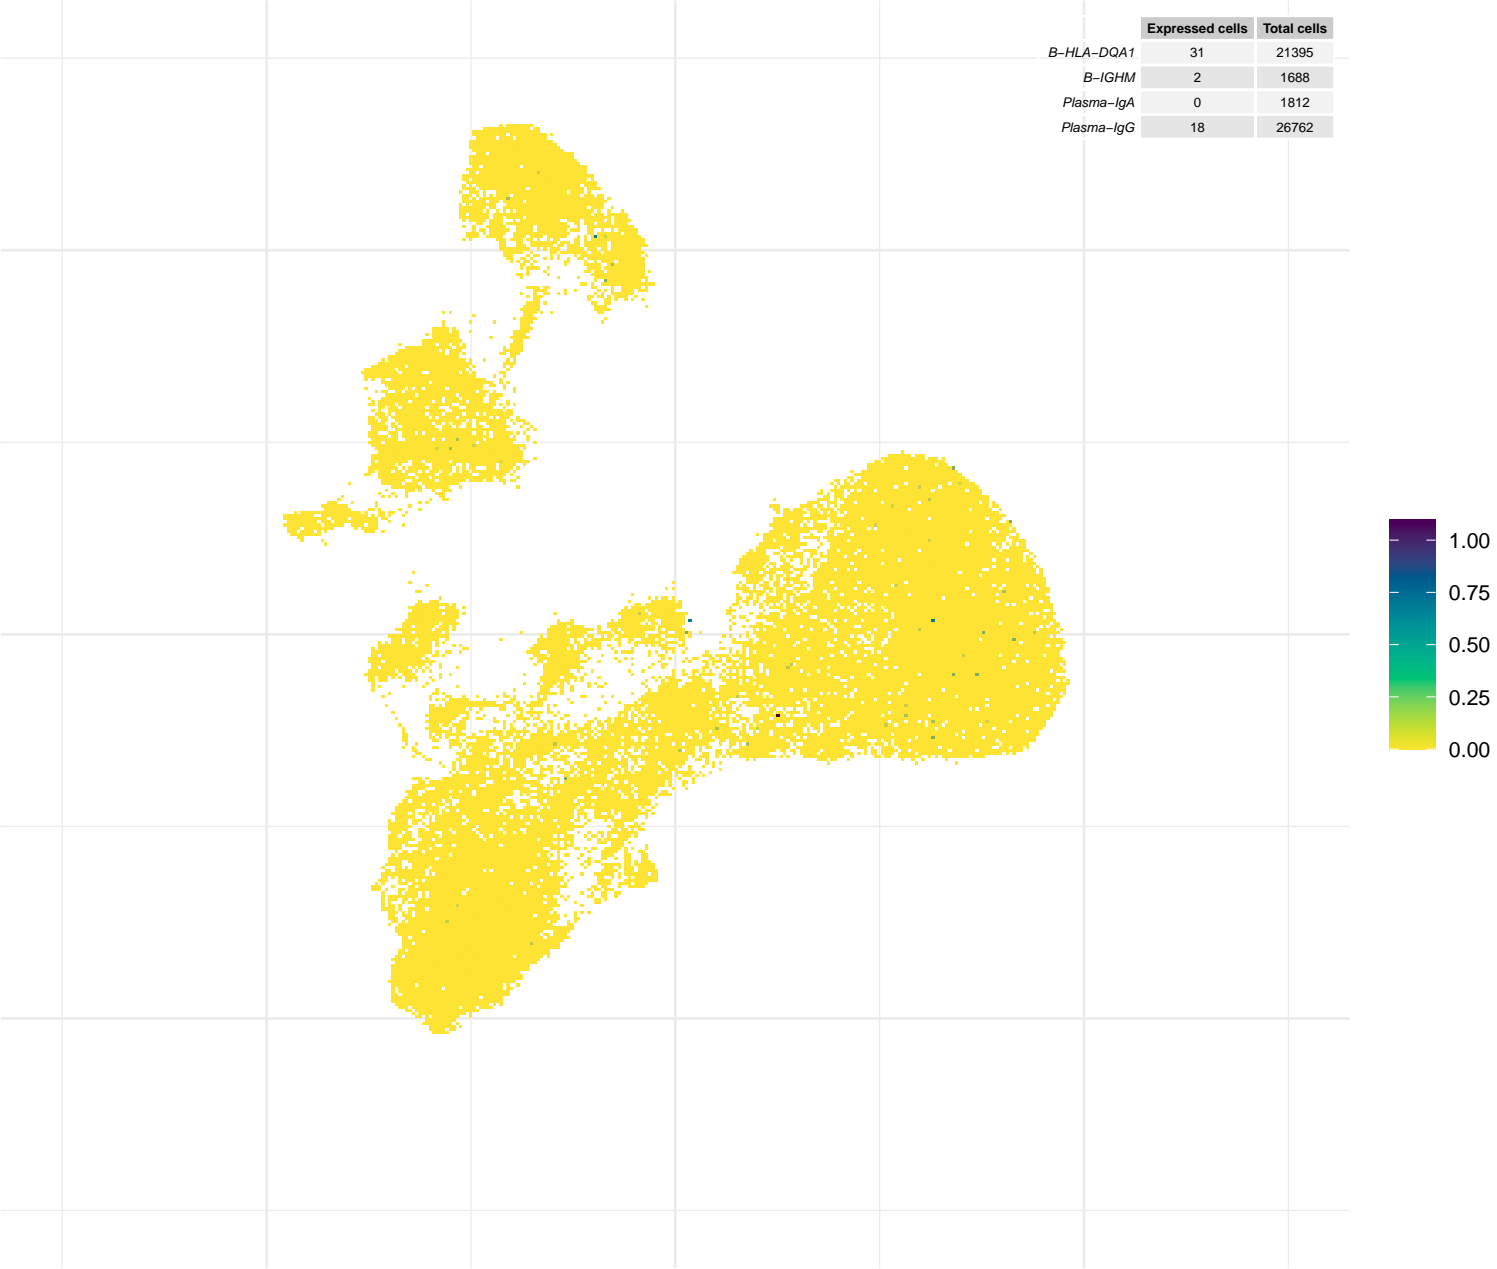 Expressed cells Total cells
B−HLA−DQA1 31 21395
B−IGHM 2 1688
Plasma−IgA 0 1812
Plasma−IgG 18 26762
1.00
0.75
0.50
0.25
0.00